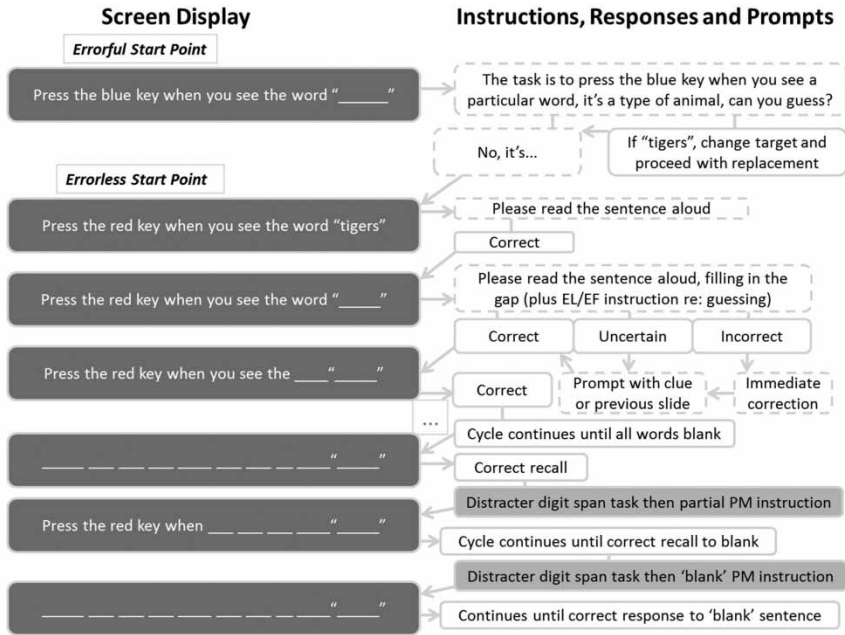 Screen Display
Instructions, Responses and Prompts
Errorful Start Point
Press the blue key when you see the word “______”
The task is to press the blue key when you see a
particular word, it’s a type of animal, can you guess?
No, it’s...
If “tigers”, change target and
proceed with replacement
Errorless Start Point
Press the red key when you see the word “tigers”
Please read the sentence aloud
Correct
Press the red key when you see the word “_____”
Please read the sentence aloud, filling in the
gap (plus EL/EF instruction re: guessing)
Correct
Uncertain
Incorrect
Press the red key when you see the ____“_____”
Correct
Prompt with clue
or previous slide
Immediate
correction
...
Cycle continues until all words blank
_____ ___ ___ ____ ____ ____ ____ ___ ___ ____“_____”
Correct recall
Distracter digit span task then partial PM instruction
Press the red key when ____ ___ ___ ____“_____”
Cycle continues until correct recall to blank
Distracter digit span task then ‘blank’ PM instruction
_____ ___ ___ ____ ____ ____ ____ ___ ___ ____“_____”
Continues until correct response to ‘blank’ sentence